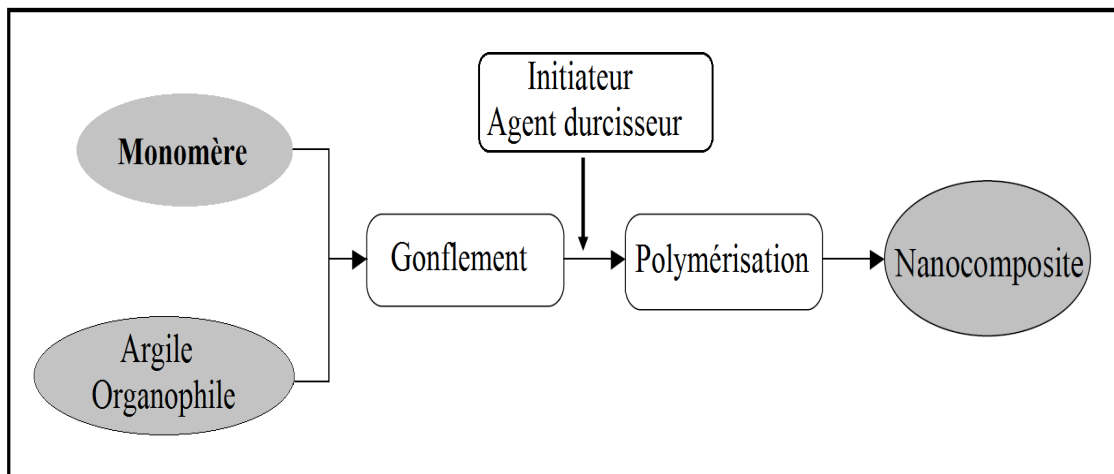 Monomère
Argile
Organophile
Gonflement
Initiateur
Agent durcisseur
Polymérisation
Nanocomposite